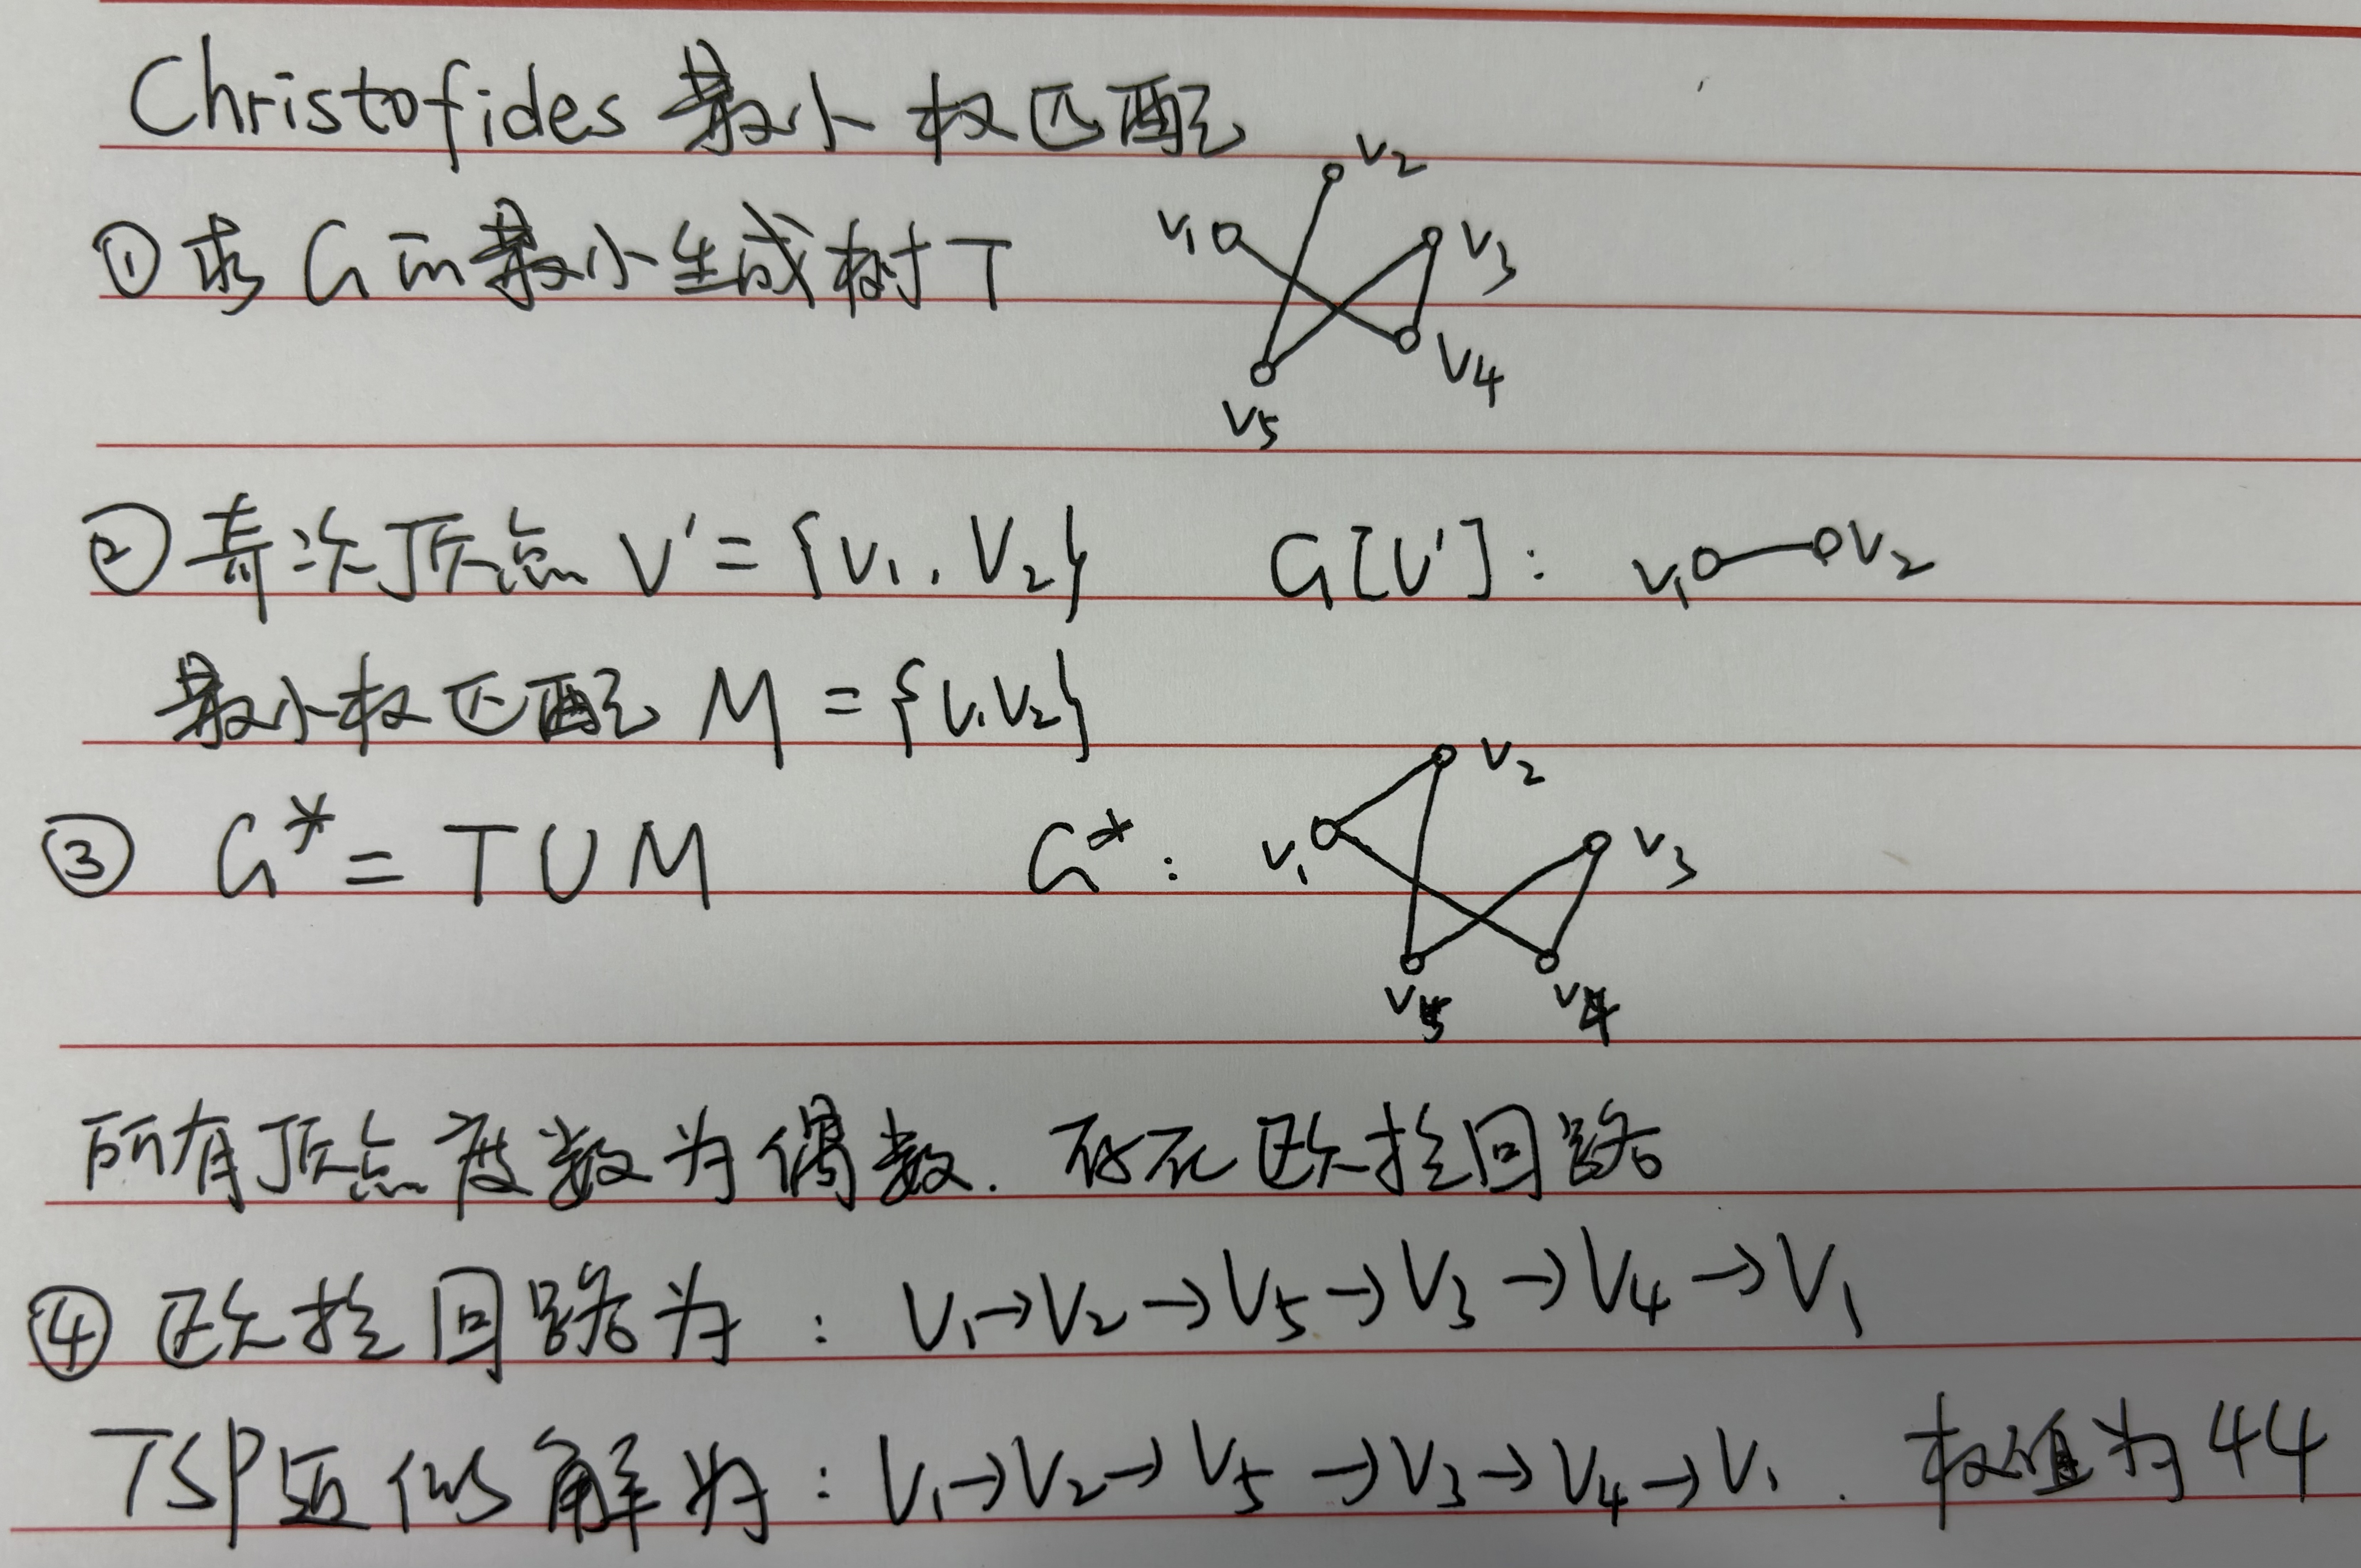 Christofides 最小权匹配
① 求 G 的最小生成树 T
V2
V1
V3
V4
V5
② 奇次顶点 V' = {V1, V2} G[V']: V1 V2
最小权匹配 M = {V1V2}
③ G* = T∪M G*:
V2
V1
V3
V5
V4
所有顶点度数为偶数. 存在欧拉回路
④ 欧拉回路为: V1→V2→V5→V3→V4→V1
TSP近似解为: V1→V2→V5→V3→V4→V1. 权值为44